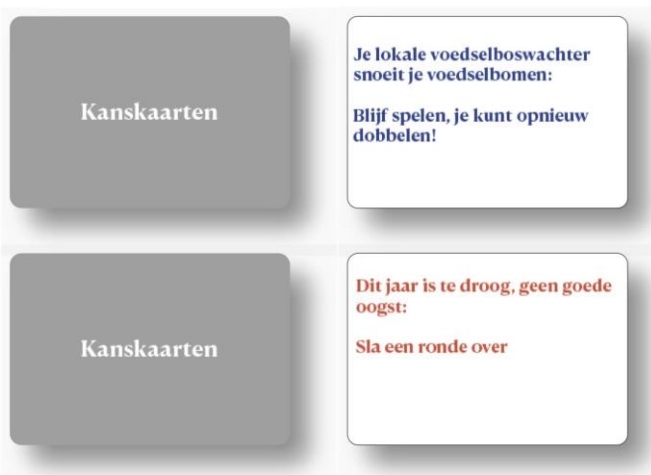 Kanskaarten
Je lokale voedselboswachter
snoeit je voedselbomen:
Blijf spelen, je kunt opnieuw
dobbelen!
Kanskaarten
Dit jaar is te droog, geen goede
oogst:
Sla een ronde over